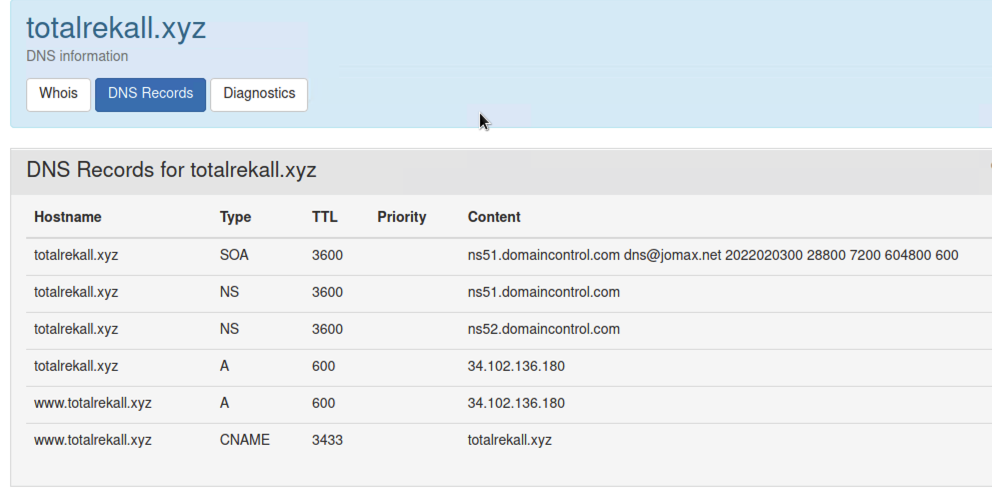 totalrekall.xyz
DNS information
Whois DNS Records Diagnostics
DNS Records for totalrekall.xyz
Hostname Type TTL Priority Content
totalrekall.xyz SOA 3600 ns51.domaincontrol.com dns@jomax.net 2022020300 28800 7200 604800 600
totalrekall.xyz NS 3600 ns51.domaincontrol.com
totalrekall.xyz NS 3600 ns52.domaincontrol.com
totalrekall.xyz A 600 34.102.136.180
www.totalrekall.xyz A 600 34.102.136.180
www.totalrekall.xyz CNAME 3433 totalrekall.xyz